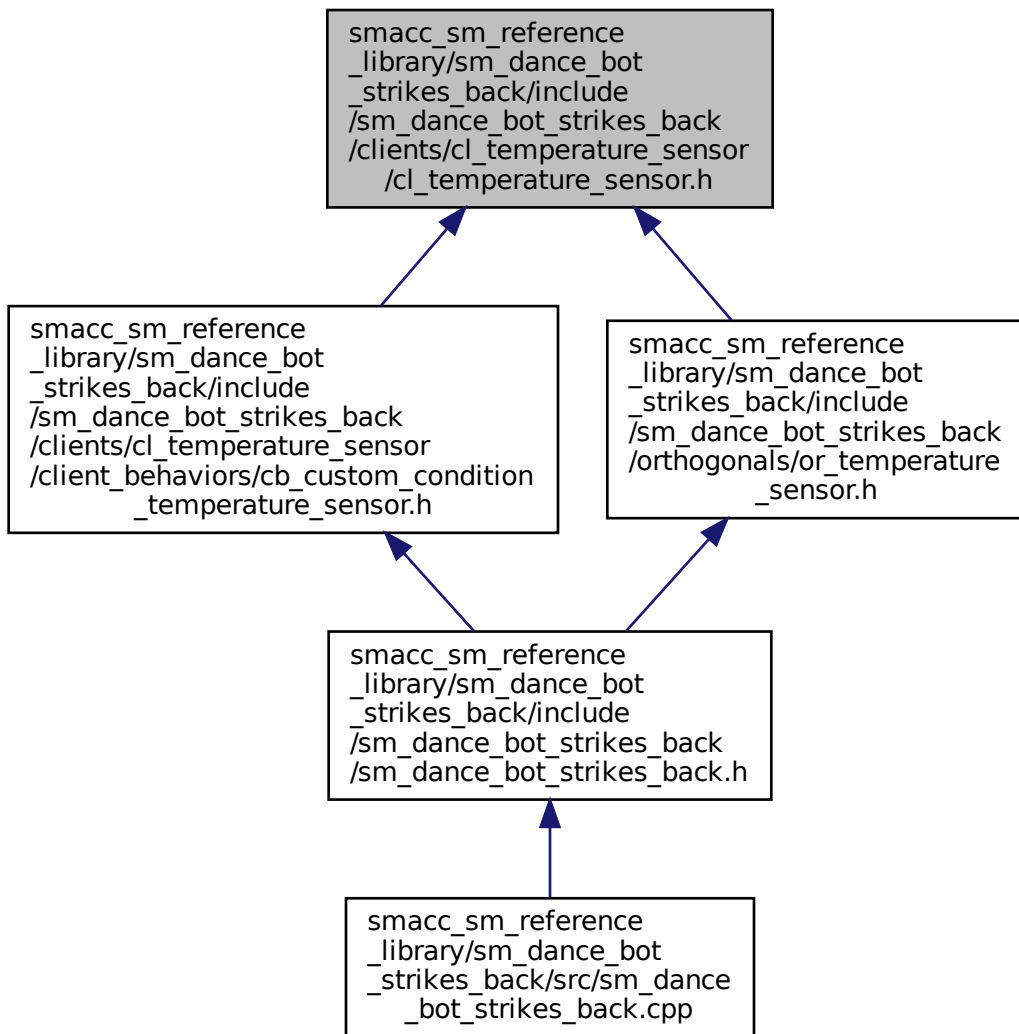 smacc_sm_reference
_library/sm_dance_bot
_strikes_back/include
/sm_dance_bot_strikes_back
/clients/cl_temperature_sensor
/cl_temperature_sensor.h
smacc_sm_reference
_library/sm_dance_bot
_strikes_back/include
/sm_dance_bot_strikes_back
/clients/cl_temperature_sensor
/client_behaviors/cb_custom_condition
_temperature_sensor.h
smacc_sm_reference
_library/sm_dance_bot
_strikes_back/include
/sm_dance_bot_strikes_back
/orthogonals/or_temperature
_sensor.h
smacc_sm_reference
_library/sm_dance_bot
_strikes_back/include
/sm_dance_bot_strikes_back
/sm_dance_bot_strikes_back.h
smacc_sm_reference
_library/sm_dance_bot
_strikes_back/src/sm_dance
_bot_strikes_back.cpp